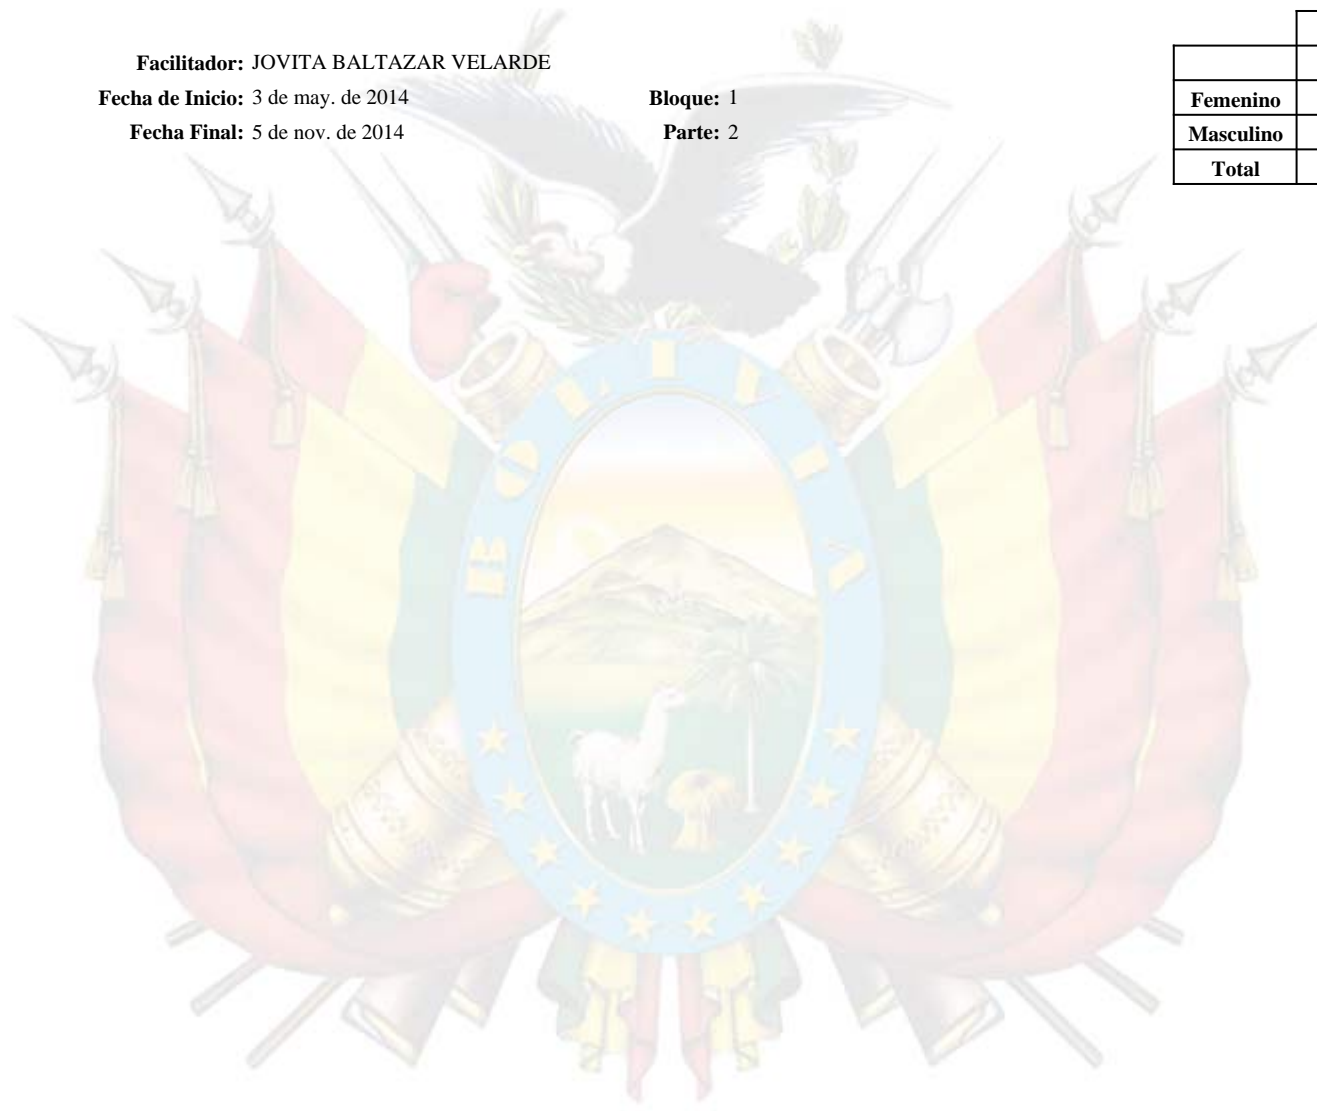 Facilitador: JOVITA BALTAZAR VELARDE
Fecha de Inicio: 3 de may. de 2014 Bloque: 1
Fecha Final: 5 de nov. de 2014 Parte: 2
Femenino
Masculino
Total
BOLIVIA